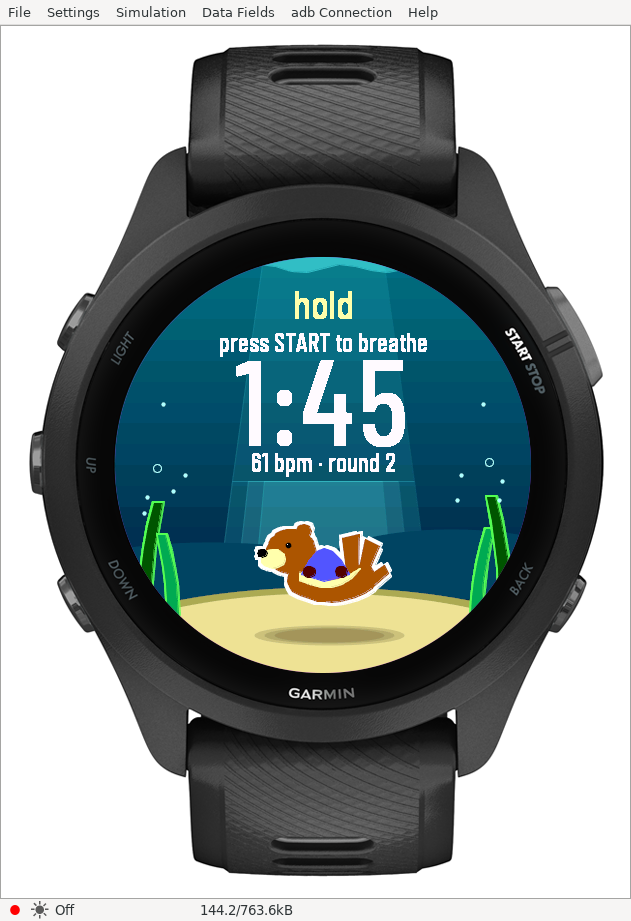 File Settings Simulation Data Fields adb Connection Help
hold
press START to breathe
1:45
61 bpm · round 2
LIGHT
START STOP
UP
DOWN
BACK
GARMIN
Off 144.2/763.6kB